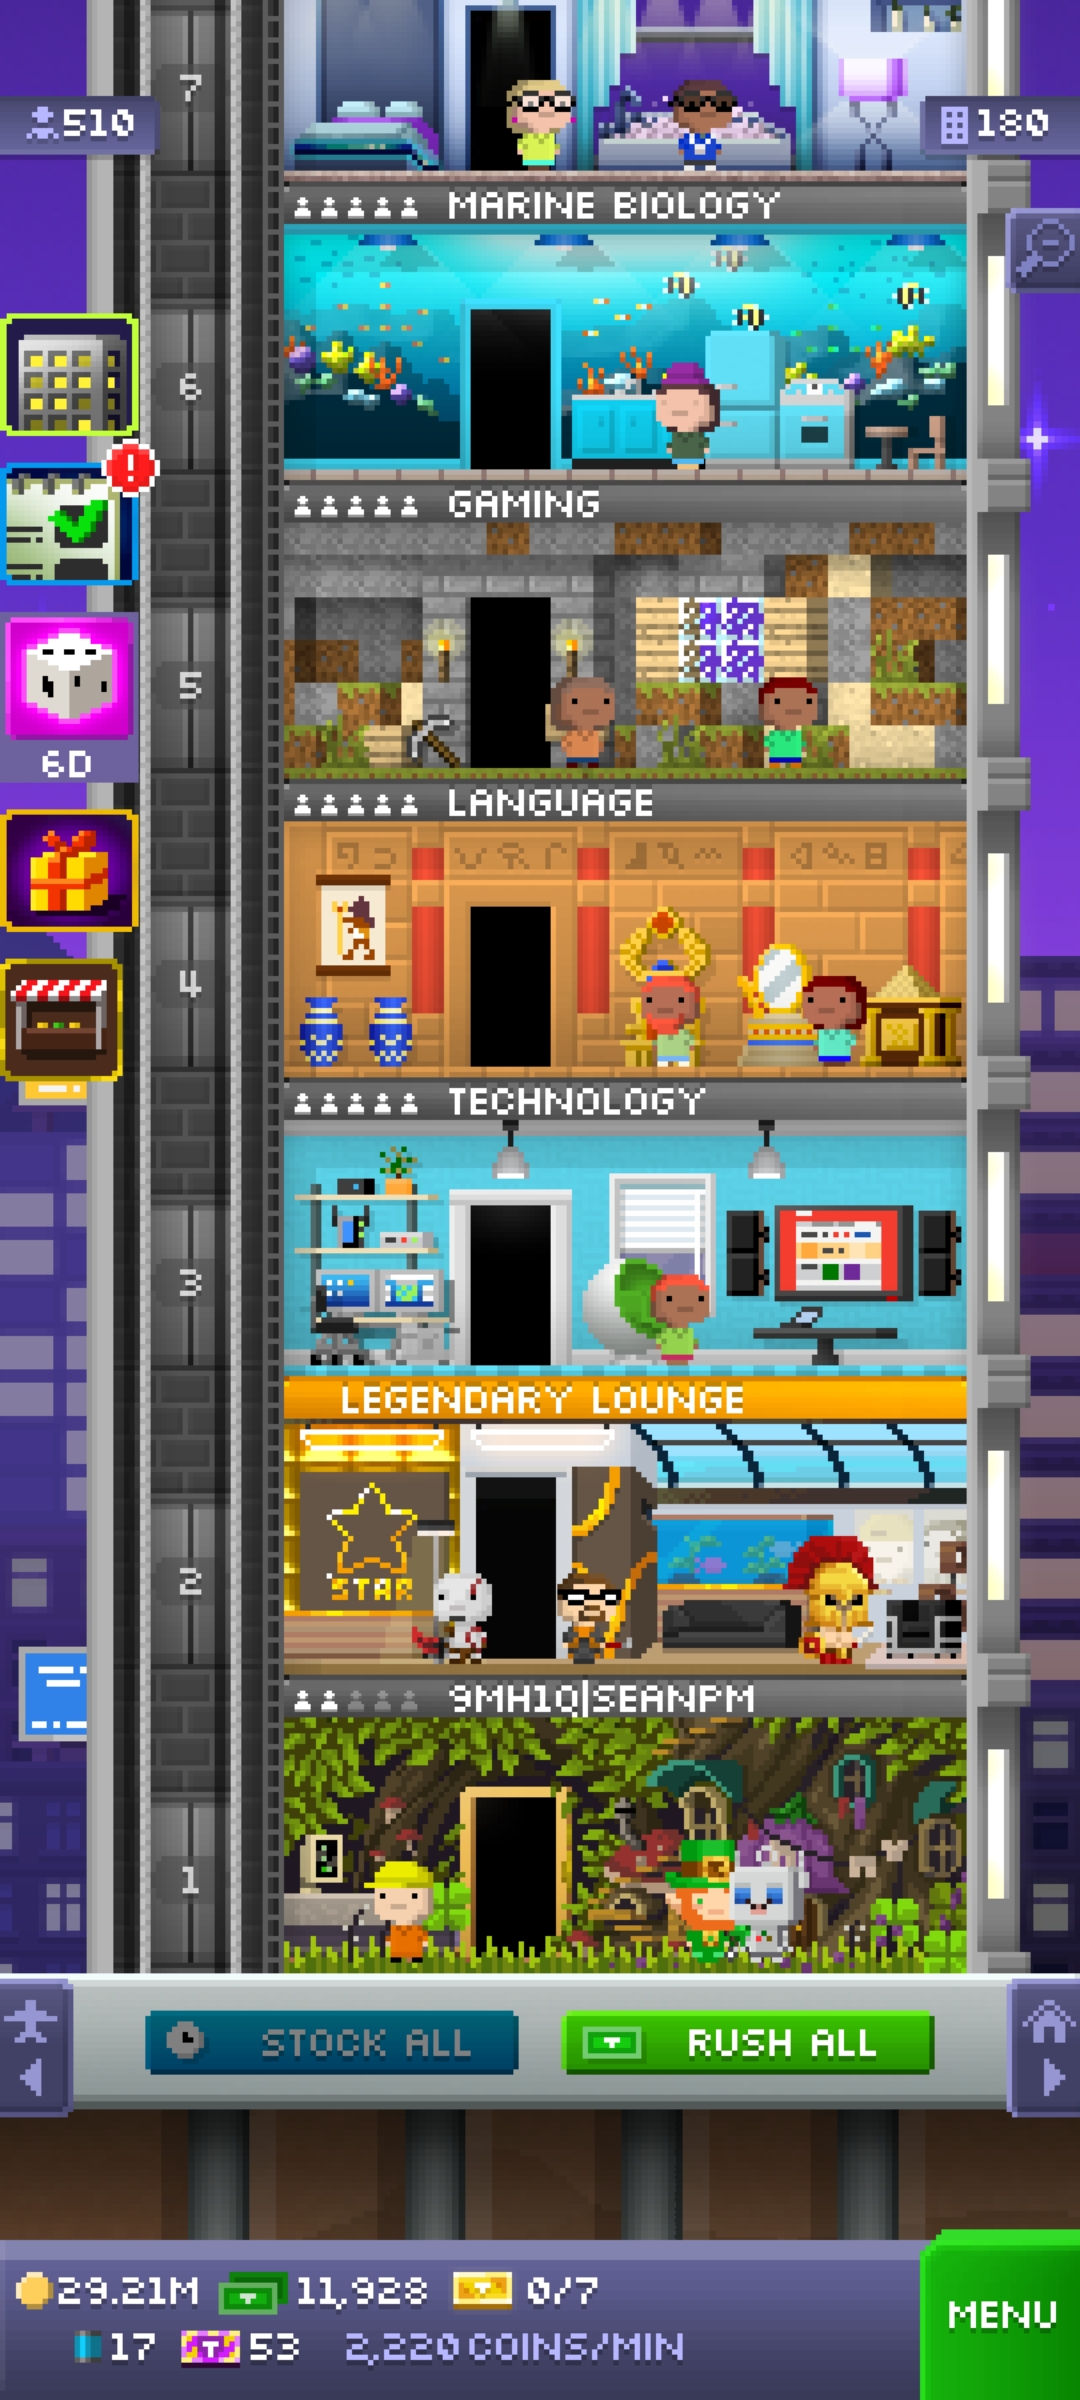 7
510
180
MARINE BIOLOGY
6
GAMING
5
6D
LANGUAGE
4
TECHNOLOGY
3
LEGENDARY LOUNGE
STAR
2
9MH1Q|SEANPM
1
STOCK ALL
RUSH ALL
29.21M
11,928
0/7
MENU
17
53
2,220 COINS/MIN